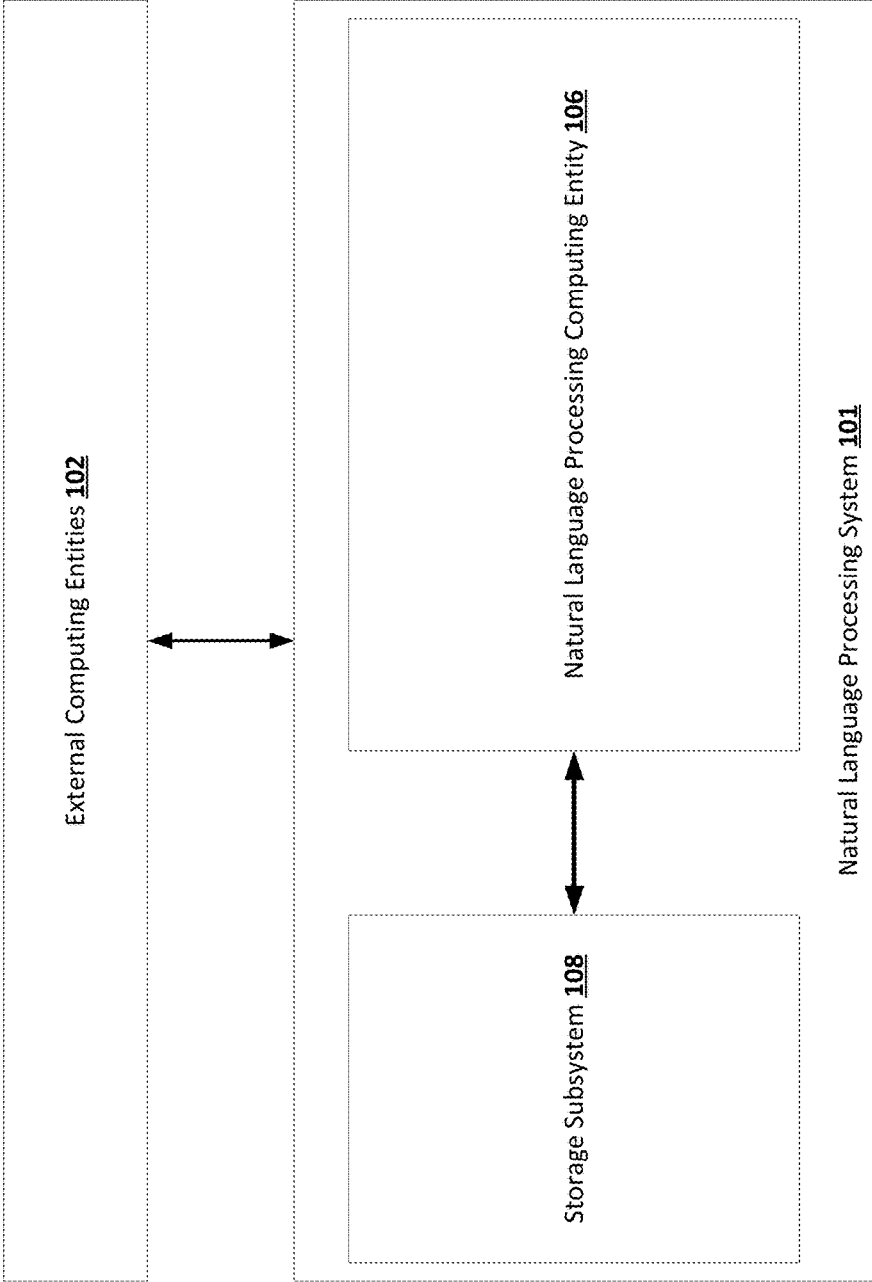 External Computing Entities 102
Storage Subsystem 108
Natural Language Processing Computing Entity 106
Natural Language Processing System 101